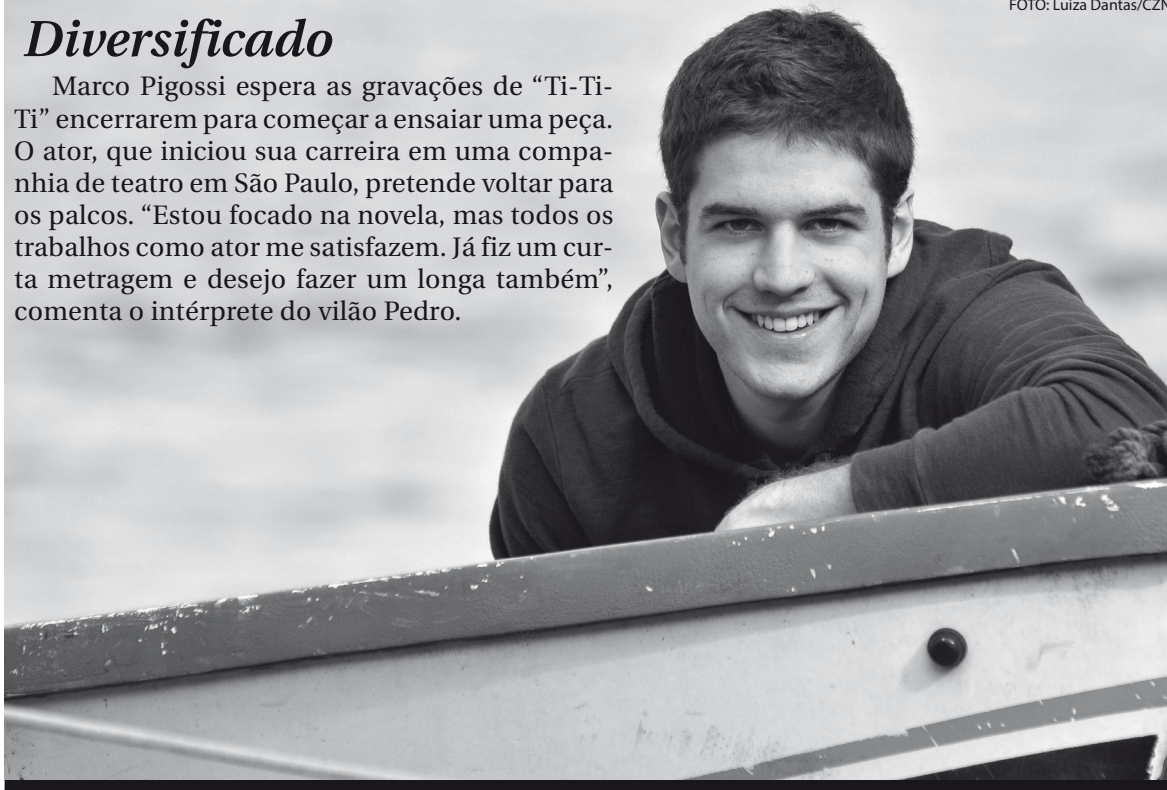 FOTO: Luiza Dantas/CZN
Diversificado
Marco Pigossi espera as gravações de “Ti-Ti-
Ti” encerrarem para começar a ensaiar uma peça.
O ator, que iniciou sua carreira em uma compa-
nhia de teatro em São Paulo, pretende voltar para
os palcos. “Estou focado na novela, mas todos os
trabalhos como ator me satisfazem. Já fiz um cur-
ta metragem e desejo fazer um longa também”,
comenta o intérprete do vilão Pedro.